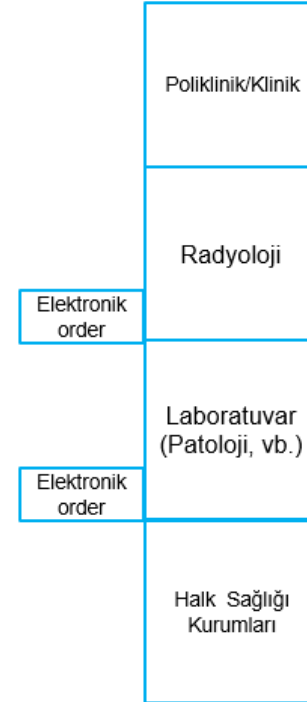 Poliklinik/Klinik
Radyoloji
Elektronik
order
Laboratuvar
(Patoloji, vb.)
Elektronik
order
Halk Sağlığı
Kurumları